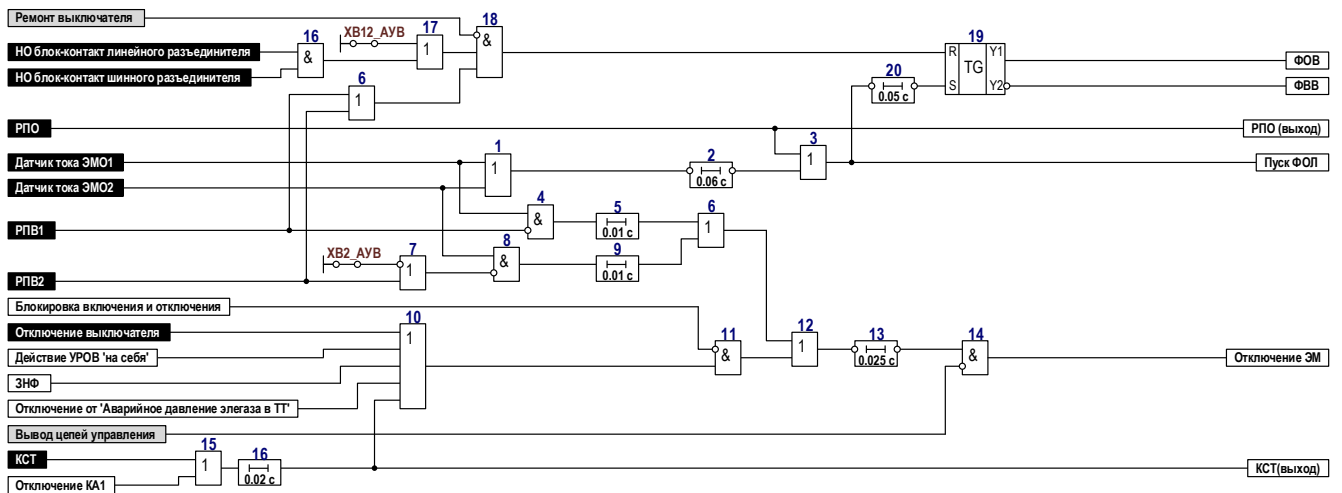 Ремонт выключателя
НО блок-контакт линейного разъединителя
НО блок-контакт шинного разъединителя
РПО
Датчик тока ЭМО1
Датчик тока ЭМО2
РПВ1
РПВ2
Блокировка включения и отключения
Отключение выключателя
Действие УРОВ 'на себя'
ЗНФ
Отключение от 'Аварийное давление элегаза в ТТ'
Вывод цепей управления
КСТ
Отключение КА1
16
&
XB12_АУВ
17
1
18
&
6
1
19
R
S
TG
Y1
Y2
20
0.05 с
1
1
2
0.06 с
3
1
4
&
5
0.01 с
6
1
XB2_АУВ
7
1
8
&
9
0.01 с
10
1
11
&
12
1
13
0.025 с
14
&
15
1
16
0.02 с
ФОВ
ФВВ
РПО (выход)
Пуск ФОЛ
Отключение ЭМ
КСТ(выход)